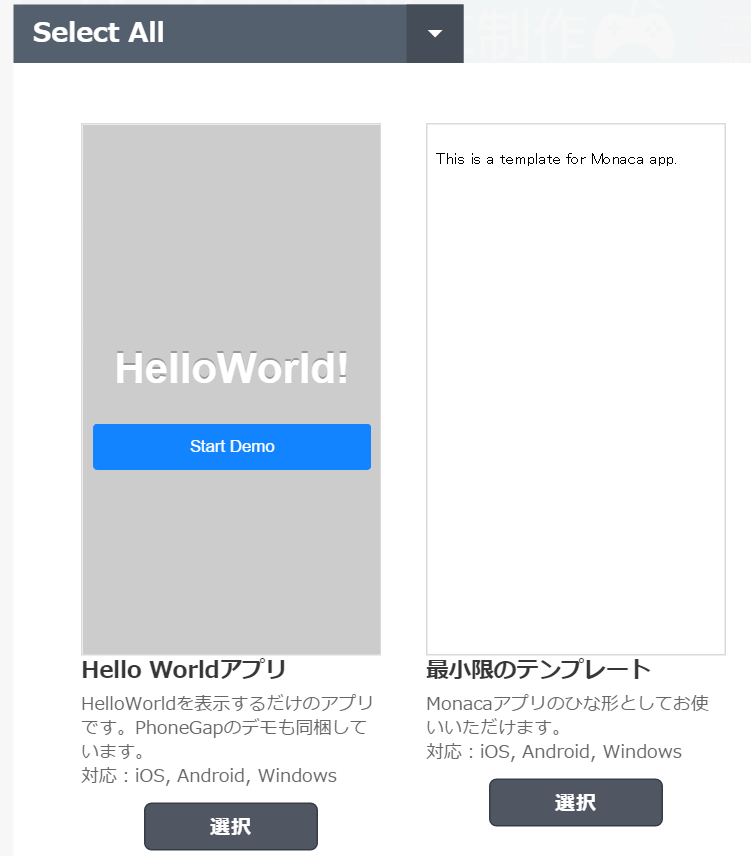 Select All
制作
HelloWorld!
Start Demo
Hello Worldアプリ
HelloWorldを表示するだけのアプリ
です。PhoneGapのデモも同梱して
います。
対応：iOS, Android, Windows
選択
This is a template for Monaca app.
最小限のテンプレート
Monacaアプリのひな形としてお使
いいただけます。
対応：iOS, Android, Windows
選択